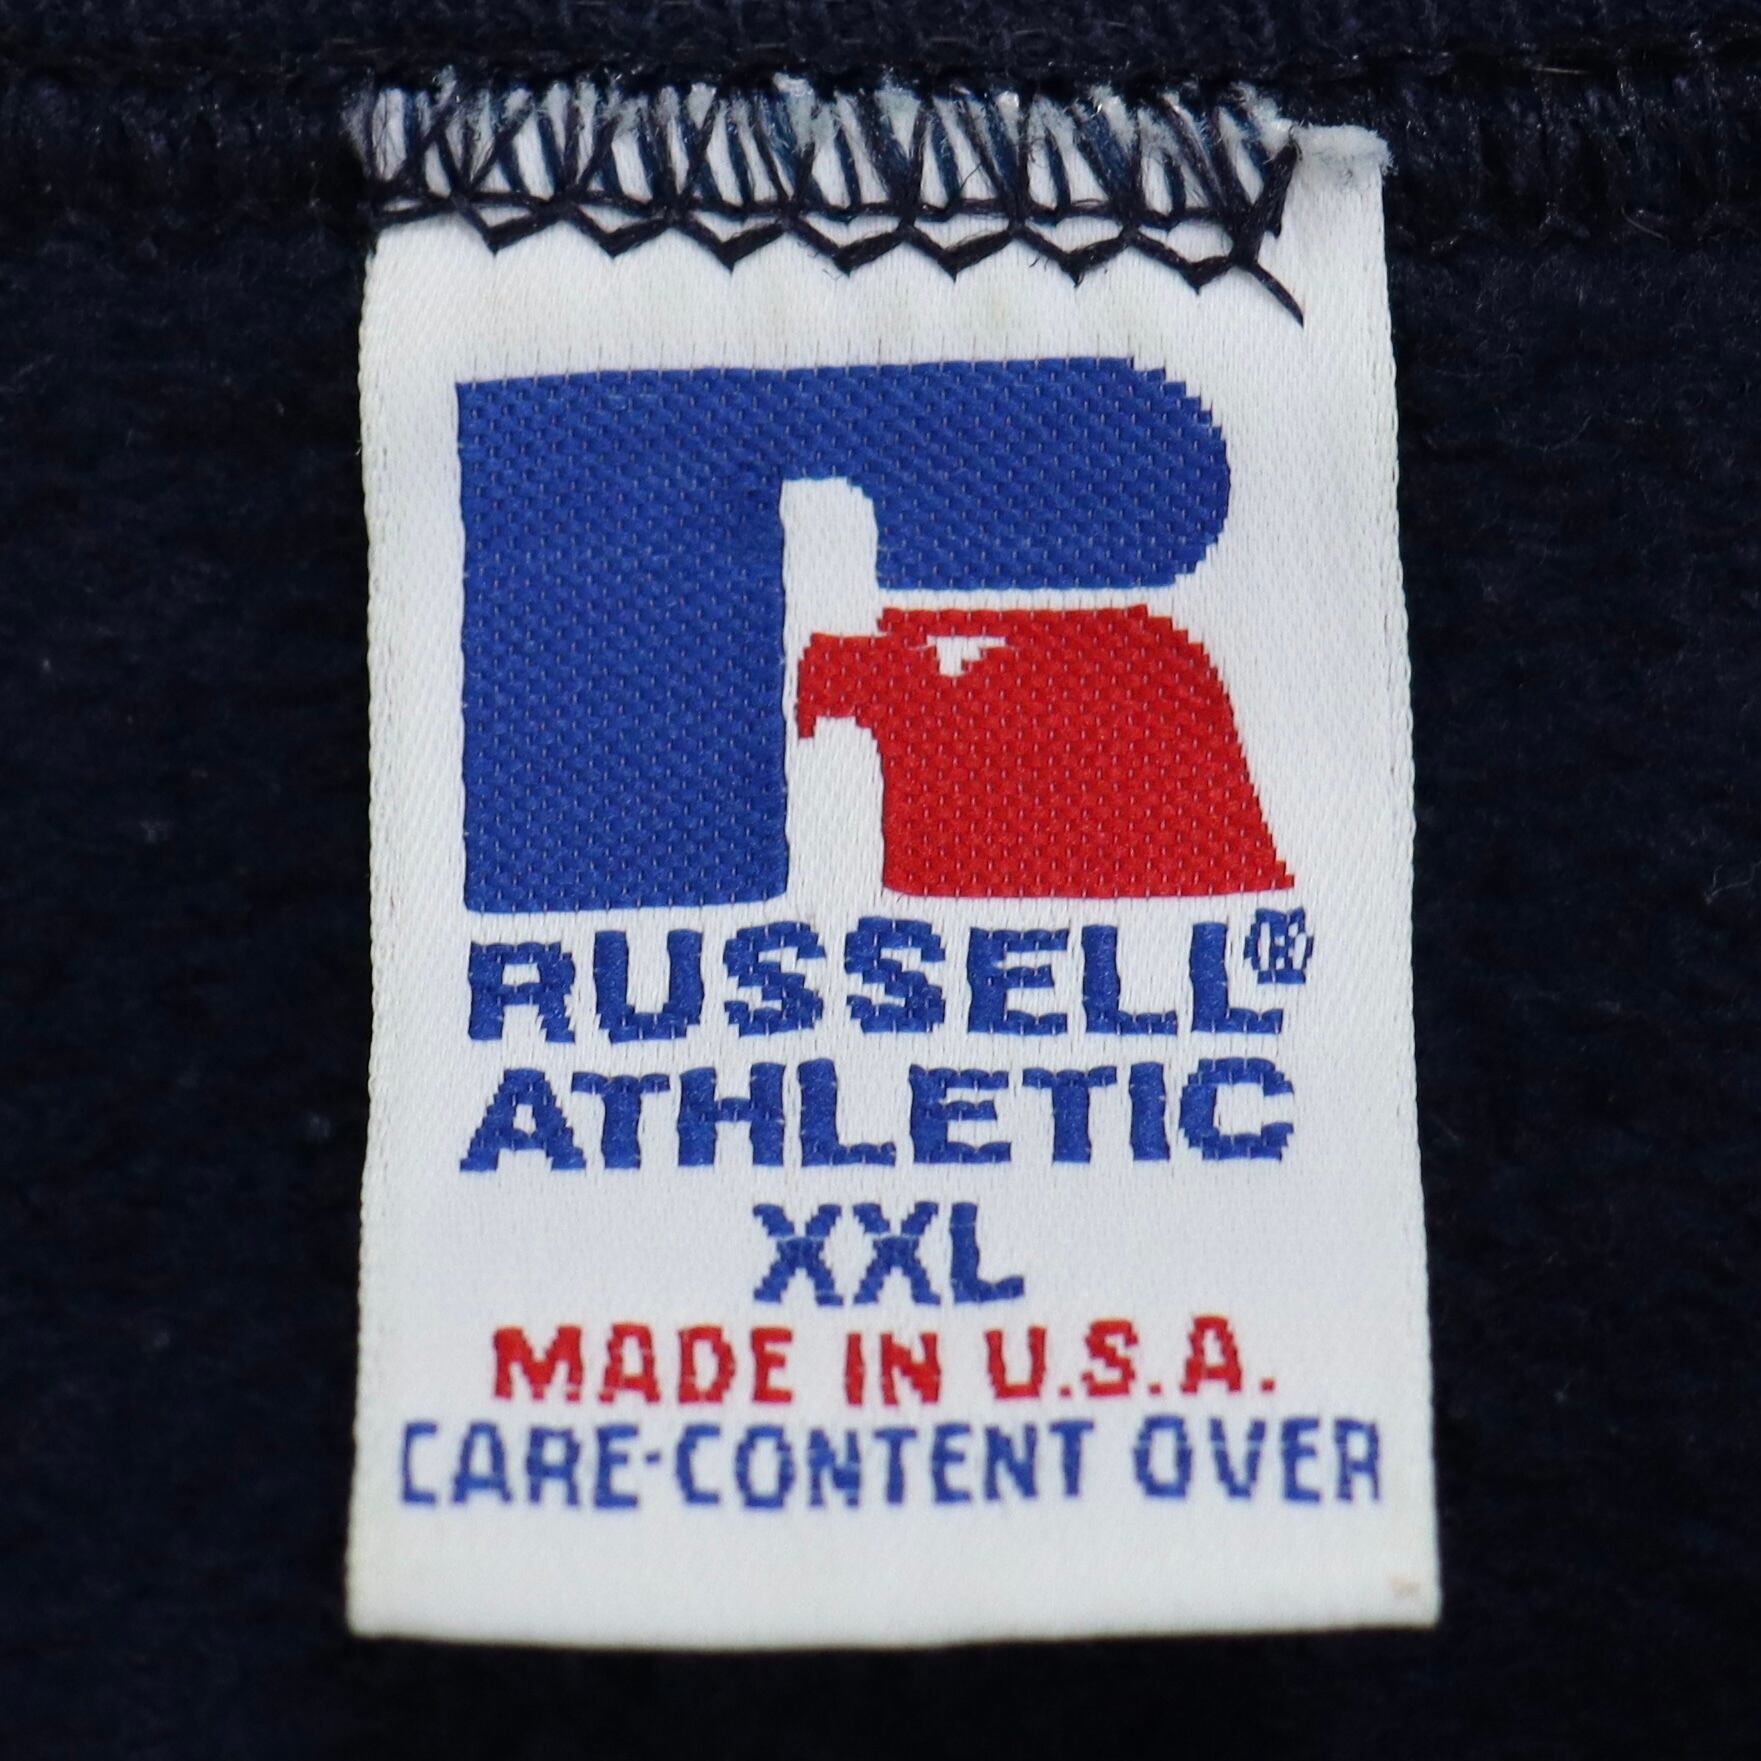 RUSSELL®
ATHLETIC
XXL
MADE IN U.S.A.
CARE-CONTENT OVER